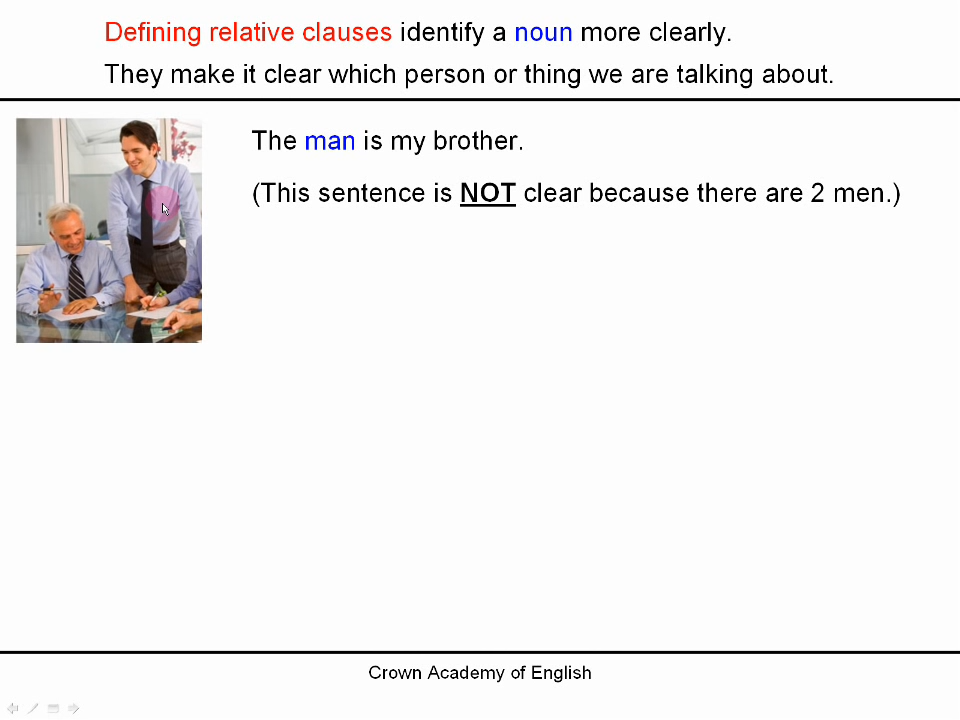 Defining relative clauses identify a noun more clearly.
They make it clear which person or thing we are talking about.
The man is my brother.
(This sentence is NOT clear because there are 2 men.)
Crown Academy of English